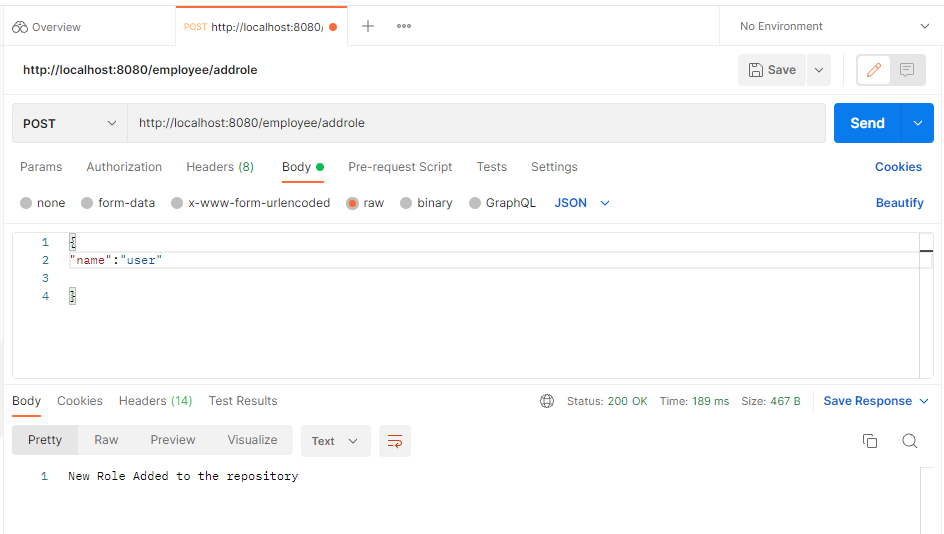 Overview
POST http://localhost:8080/
No Environment
http://localhost:8080/employee/addrole
Save
POST
http://localhost:8080/employee/addrole
Send
Params Authorization Headers (8) Body Pre-request Script Tests Settings Cookies
none form-data x-www-form-urlencoded raw binary GraphQL JSON Beautify
1 {
2 "name":"user"
3
4 }
Body Cookies Headers (14) Test Results Status: 200 OK Time: 189 ms Size: 467 B Save Response
Pretty Raw Preview Visualize Text
1 New Role Added to the repository